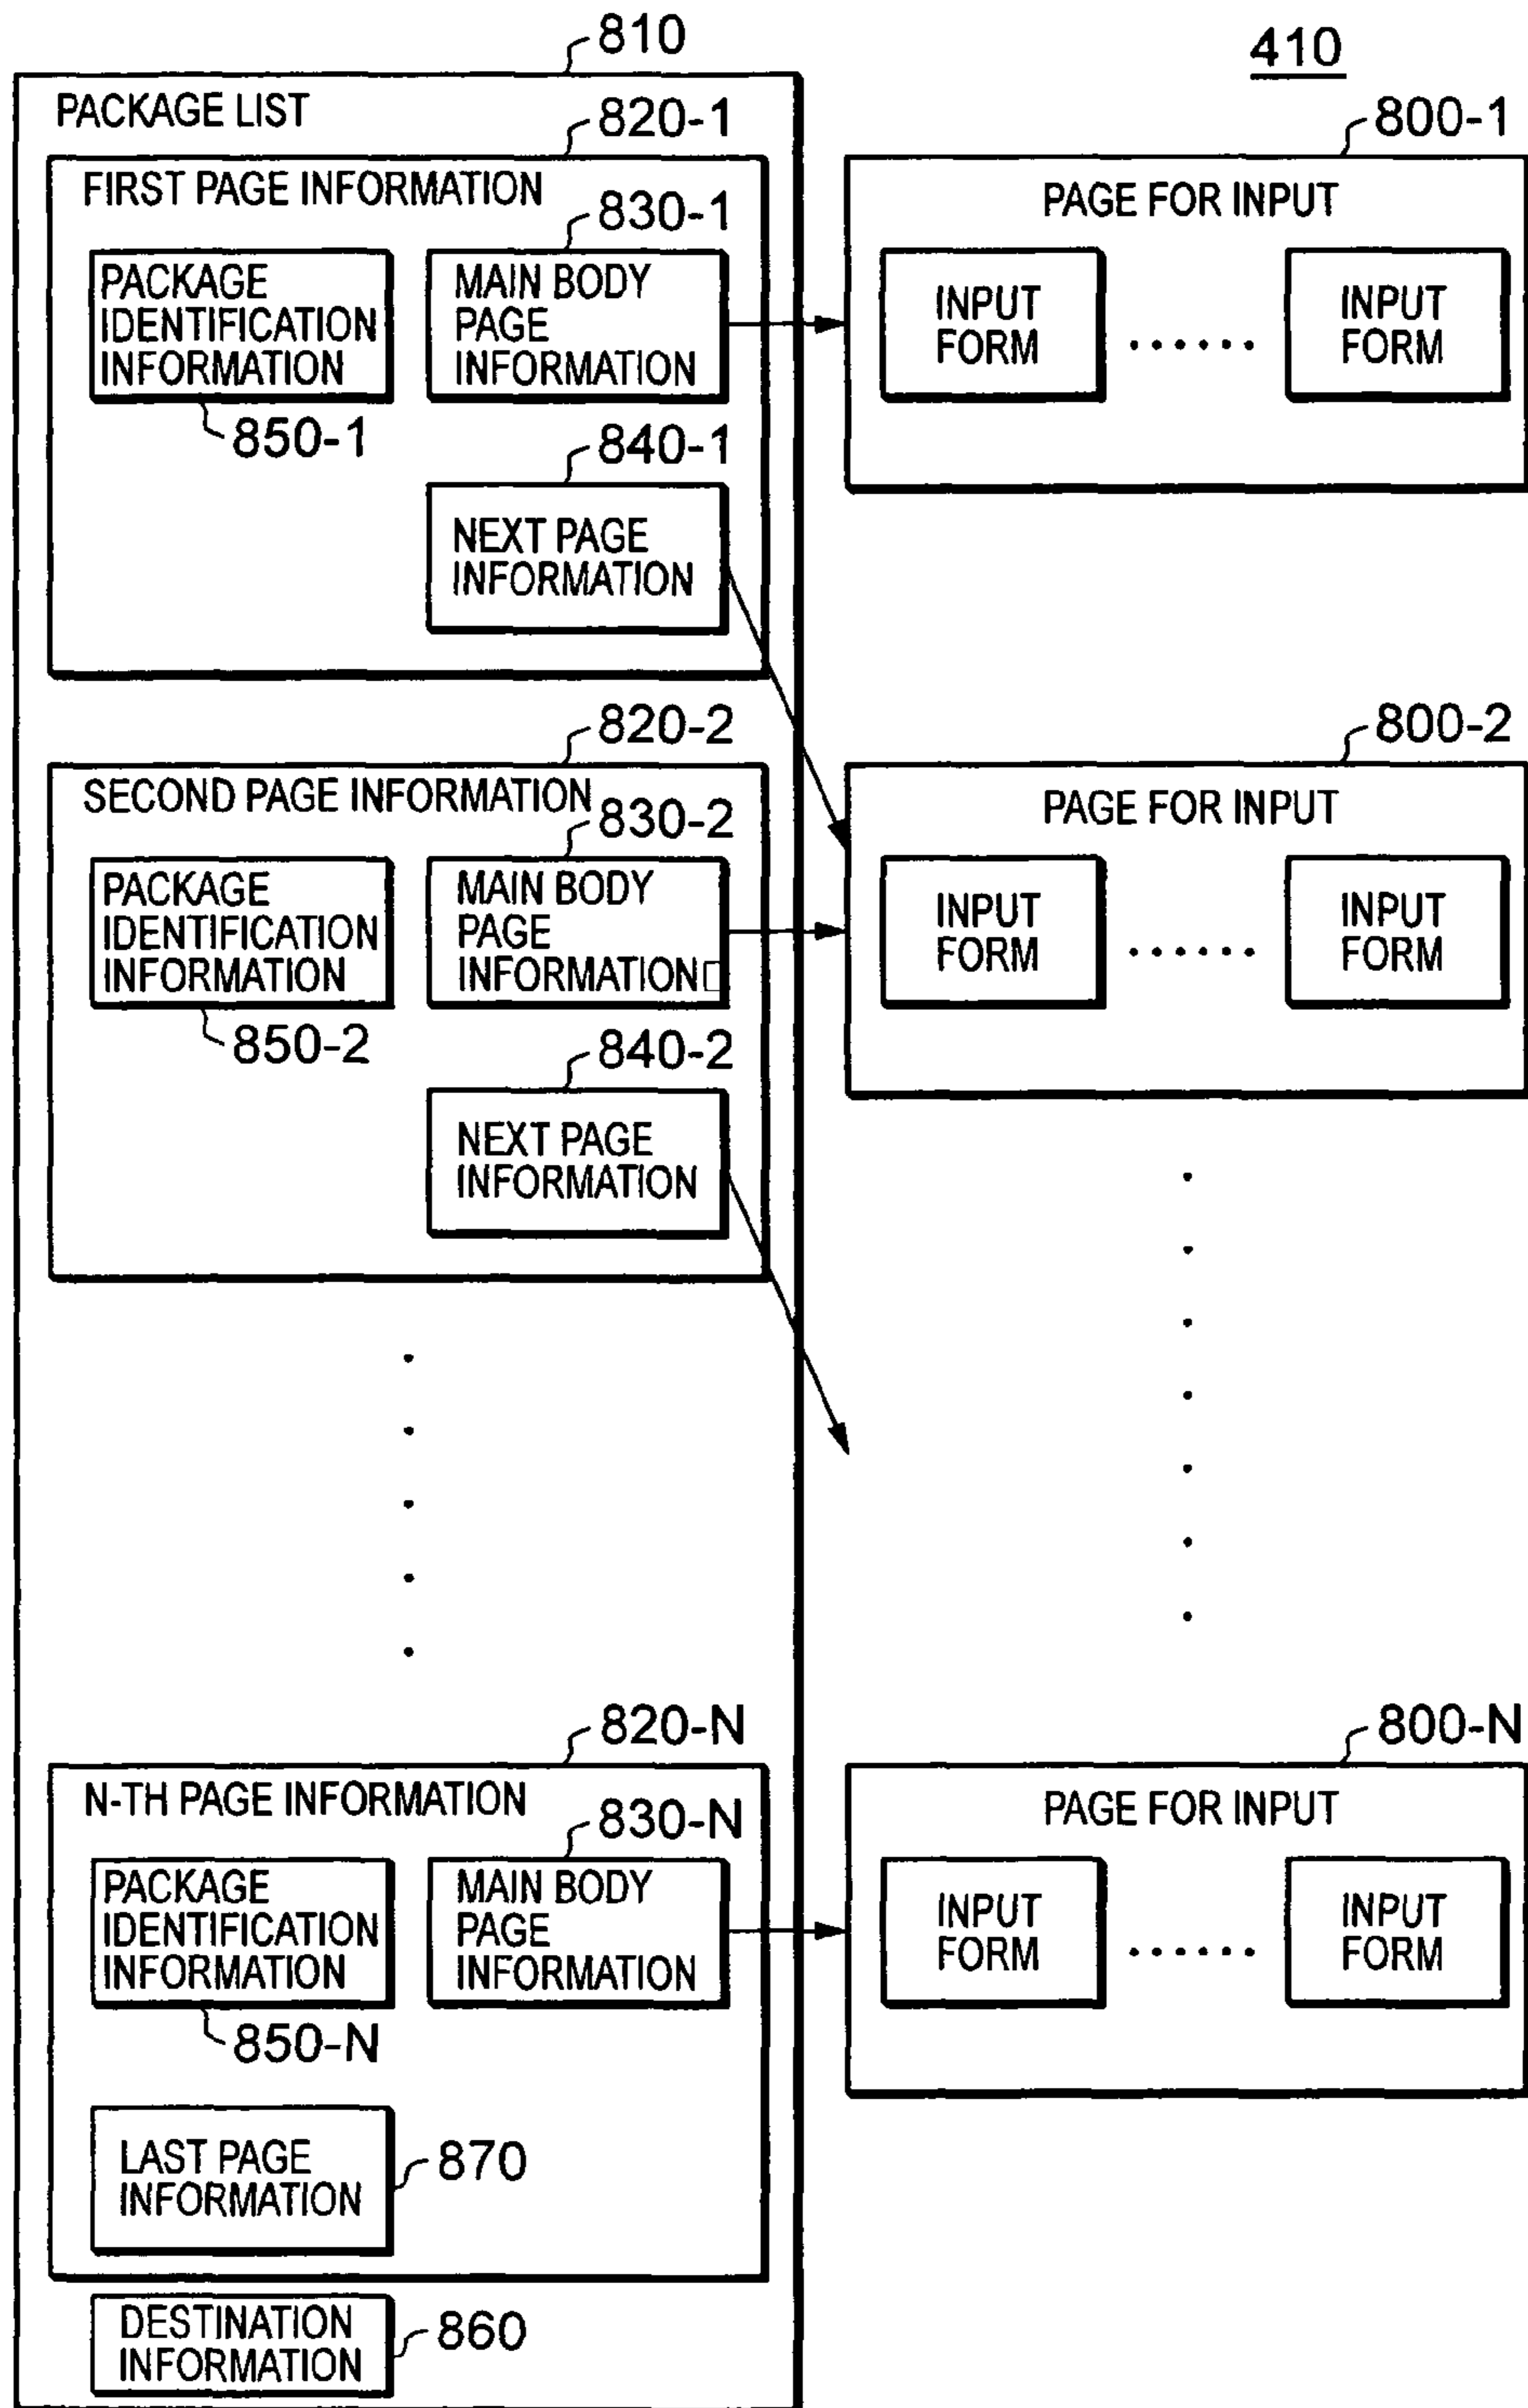 810
410
PACKAGE LIST
820-1
800-1
FIRST PAGE INFORMATION
830-1
PAGE FOR INPUT
PACKAGE
IDENTIFICATION
INFORMATION
MAIN BODY
PAGE
INFORMATION
INPUT
FORM
......
INPUT
FORM
850-1
840-1
NEXT PAGE
INFORMATION
820-2
800-2
SECOND PAGE INFORMATION
830-2
PAGE FOR INPUT
PACKAGE
IDENTIFICATION
INFORMATION
MAIN BODY
PAGE
INFORMATION
INPUT
FORM
......
INPUT
FORM
850-2
840-2
NEXT PAGE
INFORMATION
820-N
800-N
N-TH PAGE INFORMATION
830-N
PAGE FOR INPUT
PACKAGE
IDENTIFICATION
INFORMATION
MAIN BODY
PAGE
INFORMATION
INPUT
FORM
......
INPUT
FORM
850-N
LAST PAGE
INFORMATION
870
DESTINATION
INFORMATION
860